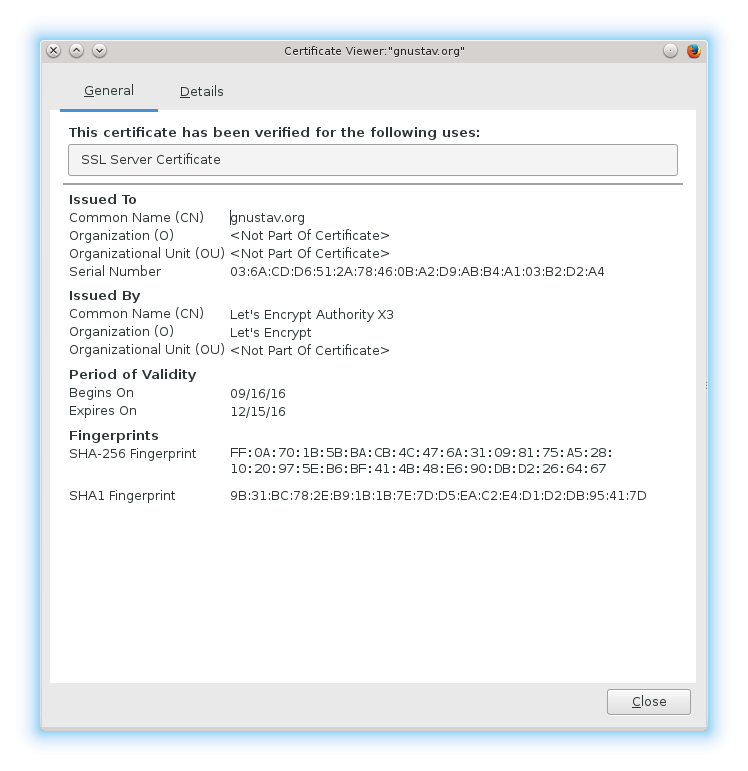 Certificate Viewer:"gnustav.org"
General Details
This certificate has been verified for the following uses:
SSL Server Certificate
Issued To
Common Name (CN) gnustav.org
Organization (O) <Not Part Of Certificate>
Organizational Unit (OU) <Not Part Of Certificate>
Serial Number 03:6A:CD:D6:51:2A:78:46:0B:A2:D9:AB:B4:A1:03:B2:D2:A4
Issued By
Common Name (CN) Let's Encrypt Authority X3
Organization (O) Let's Encrypt
Organizational Unit (OU) <Not Part Of Certificate>
Period of Validity
Begins On 09/16/16
Expires On 12/15/16
Fingerprints
SHA-256 Fingerprint FF:0A:70:1B:5B:BA:CB:4C:47:6A:31:09:81:75:A5:28:
10:20:97:5E:B6:BF:41:4B:48:E6:90:DB:D2:26:64:67
SHA1 Fingerprint 9B:31:BC:78:2E:B9:1B:1B:7E:7D:D5:EA:C2:E4:D1:D2:DB:95:41:7D
Close